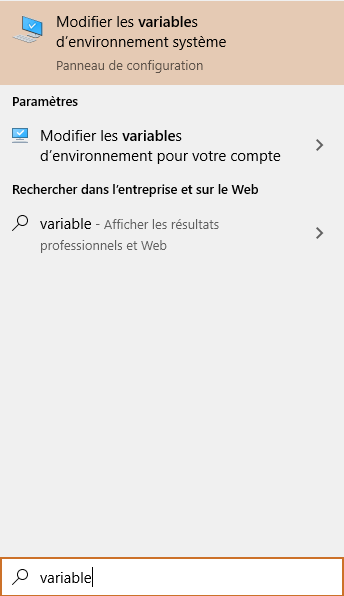 Modifier les variables
d'environnement système
Panneau de configuration
Paramètres
Modifier les variables
d'environnement pour votre compte
Rechercher dans l'entreprise et sur le Web
variable - Afficher les résultats
professionnels et Web
variable